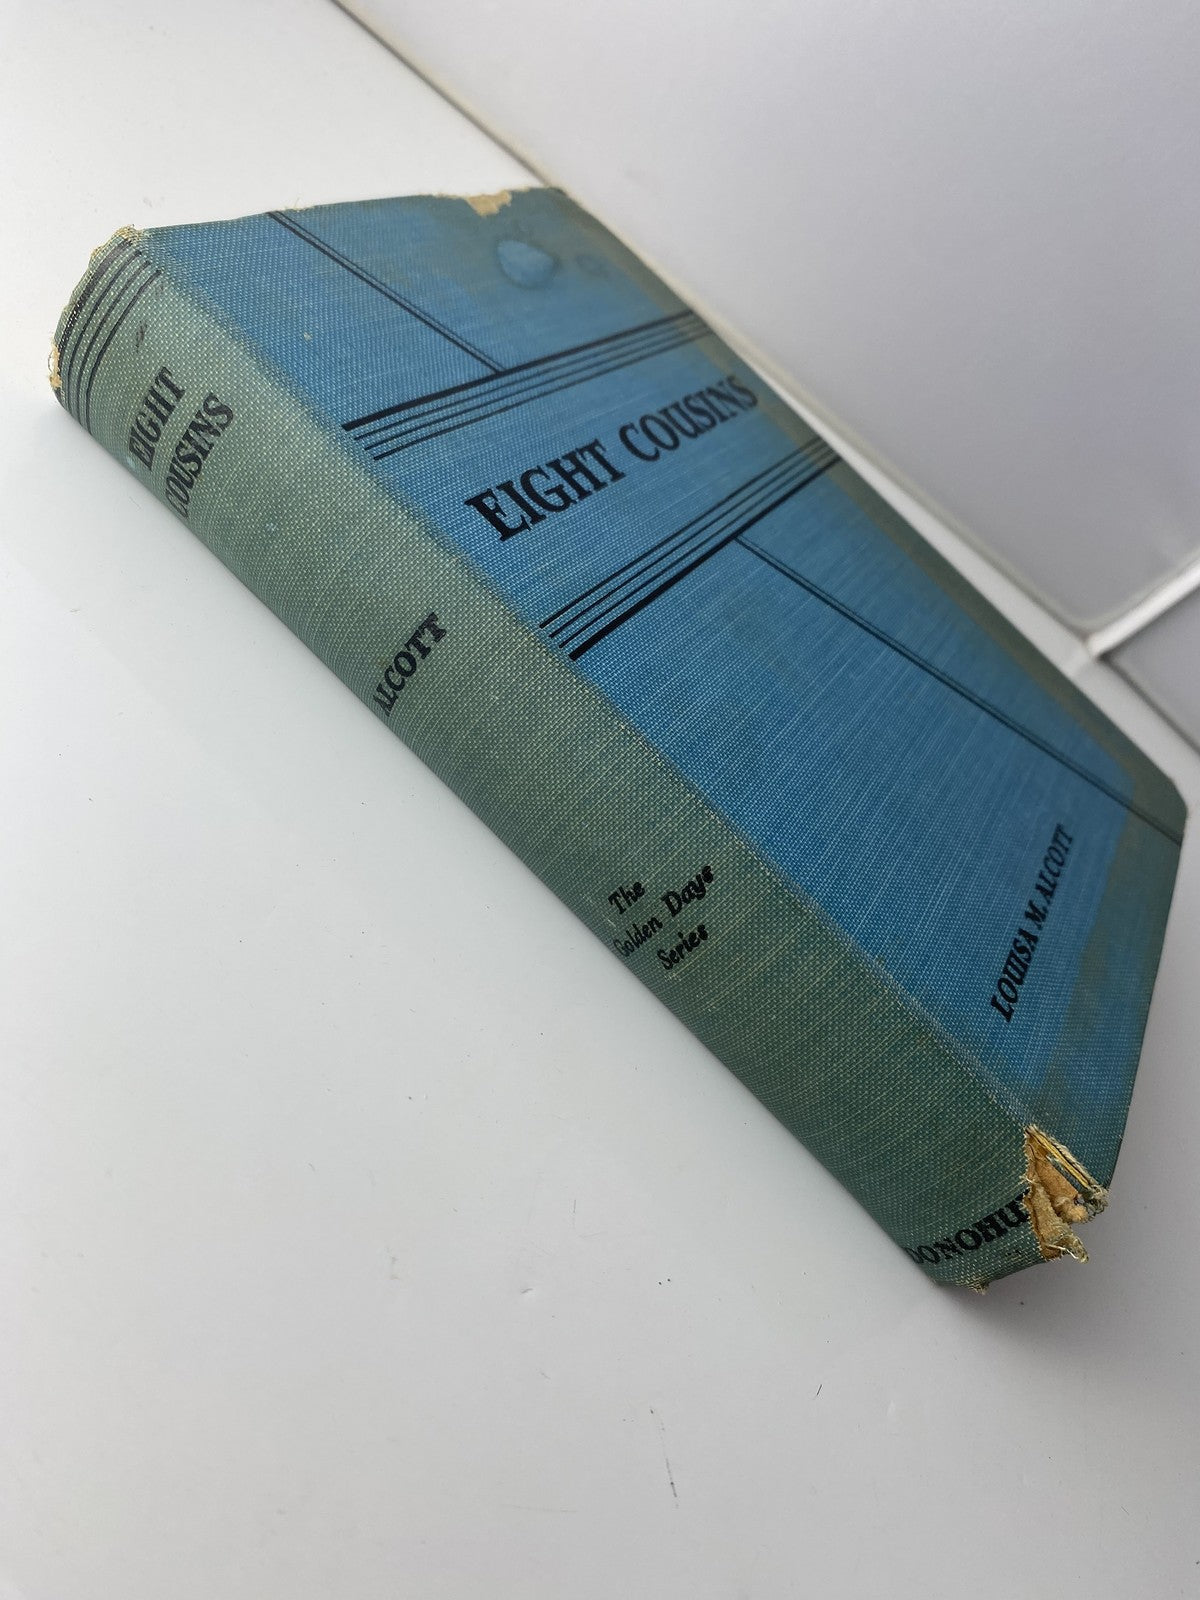 EIGHT
COUSINS
ALCOTT
The
Golden Days
Series
DONOHUE
EIGHT COUSINS
LOUISA M. ALCOTT